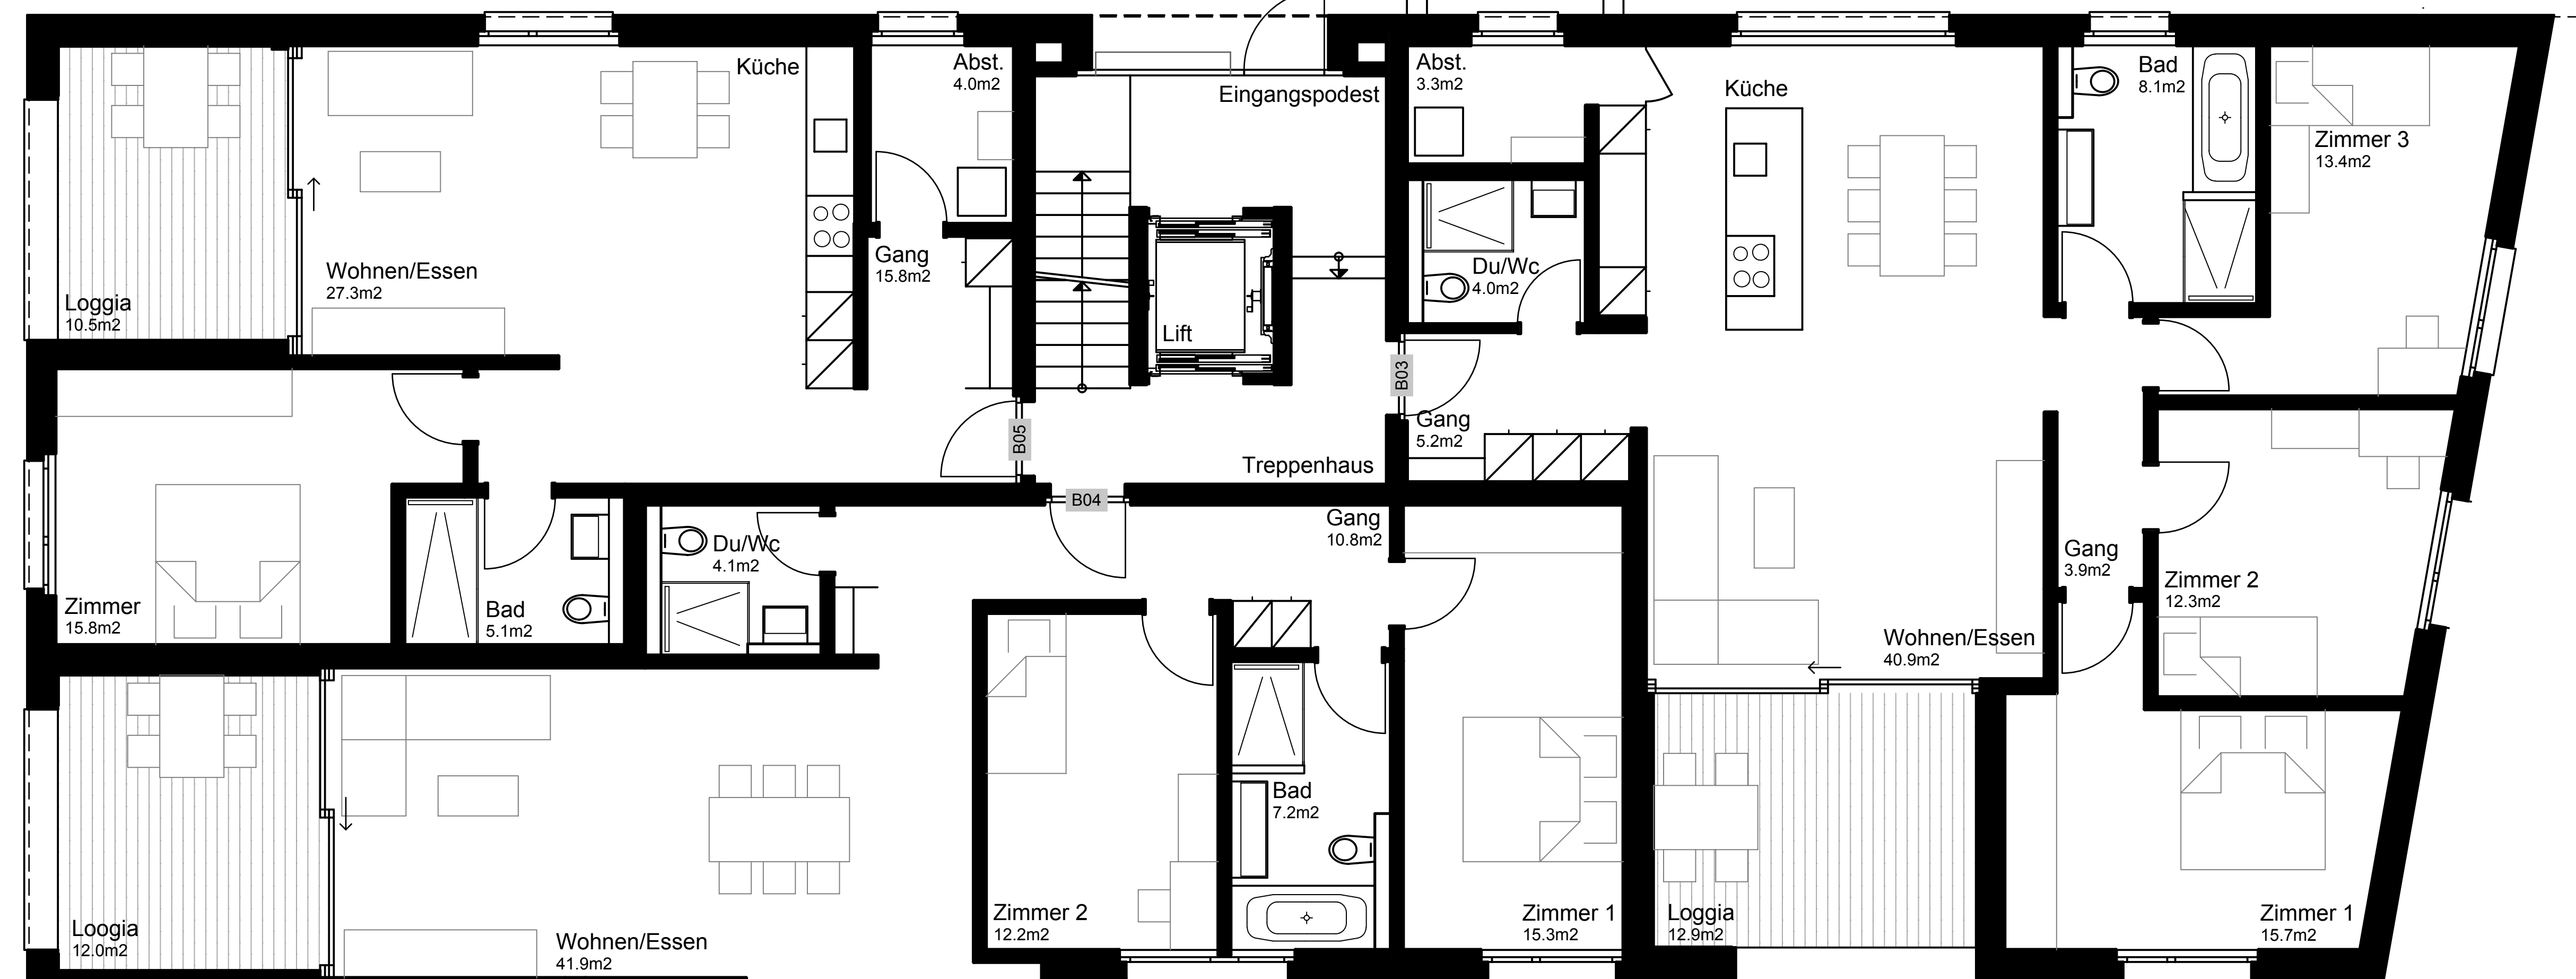 Küche
Abst.
4.0m2
Eingangspodest
Abst.
3.3m2
Küche
Bad
8.1m2
Zimmer 3
13.4m2
Loggia
10.5m2
Wohnen/Essen
27.3m2
Gang
15.8m2
Lift
Du/Wc
4.0m2
B03
B05
Gang
5.2m2
Treppenhaus
B04
Zimmer
15.8m2
Bad
5.1m2
Du/Wc
4.1m2
Gang
10.8m2
Gang
3.9m2
Zimmer 2
12.3m2
Wohnen/Essen
40.9m2
Bad
7.2m2
Loogia
12.0m2
Wohnen/Essen
41.9m2
Zimmer 2
12.2m2
Zimmer 1
15.3m2
Loggia
12.9m2
Zimmer 1
15.7m2